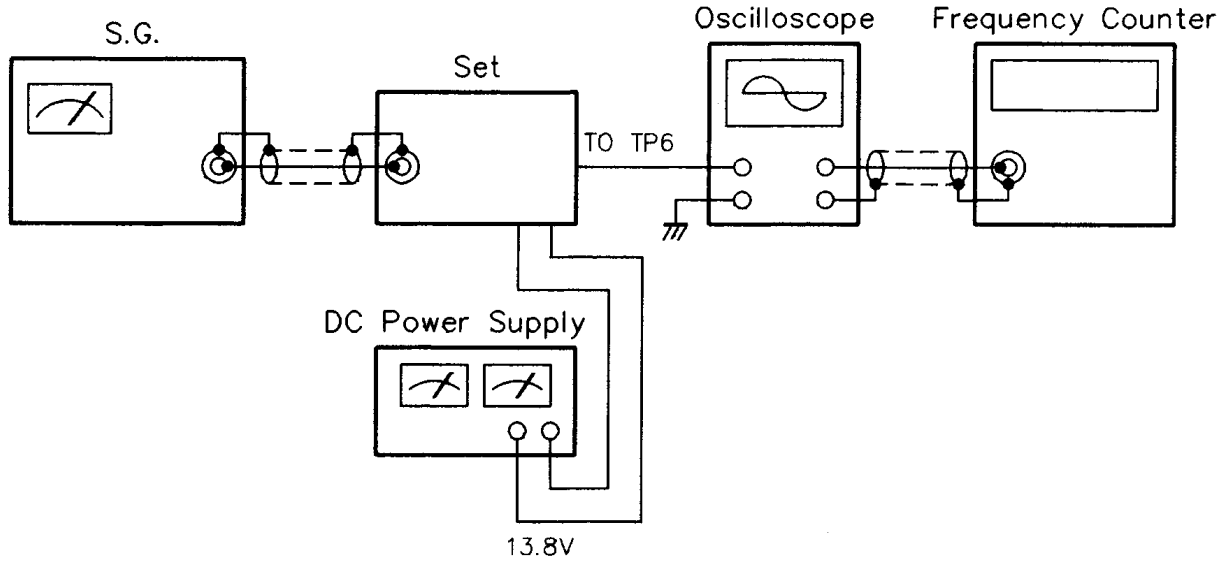 S.G.
Set
Oscilloscope
Frequency Counter
TO TP6
DC Power Supply
13.8V